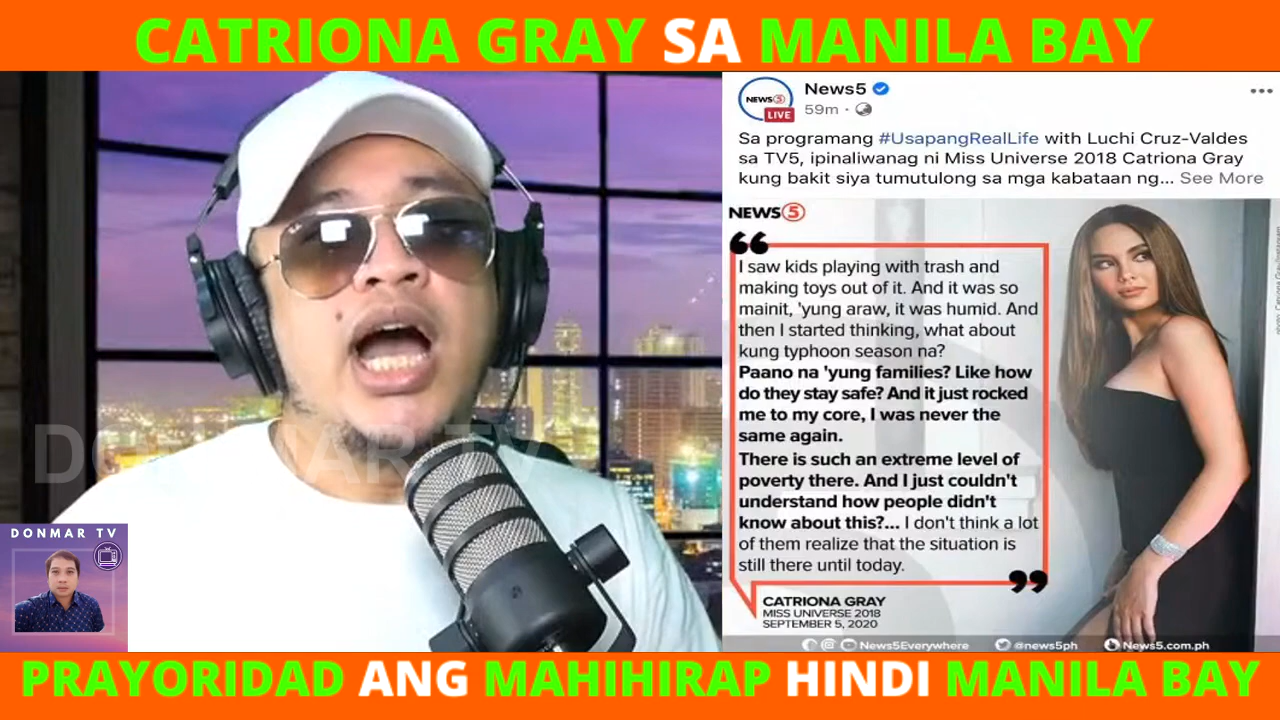 CATRIONA GRAY SA MANILA BAY
NEWS5
LIVE
News5
59m
Sa programang #UsapangRealLife with Luchi Cruz-Valdes
sa TV5, ipinaliwanag ni Miss Universe 2018 Catriona Gray
kung bakit siya tumutulong sa mga kabataan ng... See More
NEWS5
I saw kids playing with trash and
making toys out of it. And it was so
mainit, 'yung araw, it was humid. And
then I started thinking, what about
kung typhoon season na?
Paano na 'yung families? Like how
do they stay safe? And it just rocked
me to my core, I was never the
same again.
There is such an extreme level of
poverty there. And I just couldn't
understand how people didn't
know about this?... I don't think a lot
of them realize that the situation is
still there until today.
CATRIONA GRAY
MISS UNIVERSE 2018
SEPTEMBER 5, 2020
News5Everywhere @news5ph News5.com.ph
DONMAR TV
DONMAR TV
PRAYORIDAD ANG MAHIHIRAP HINDI MANILA BAY